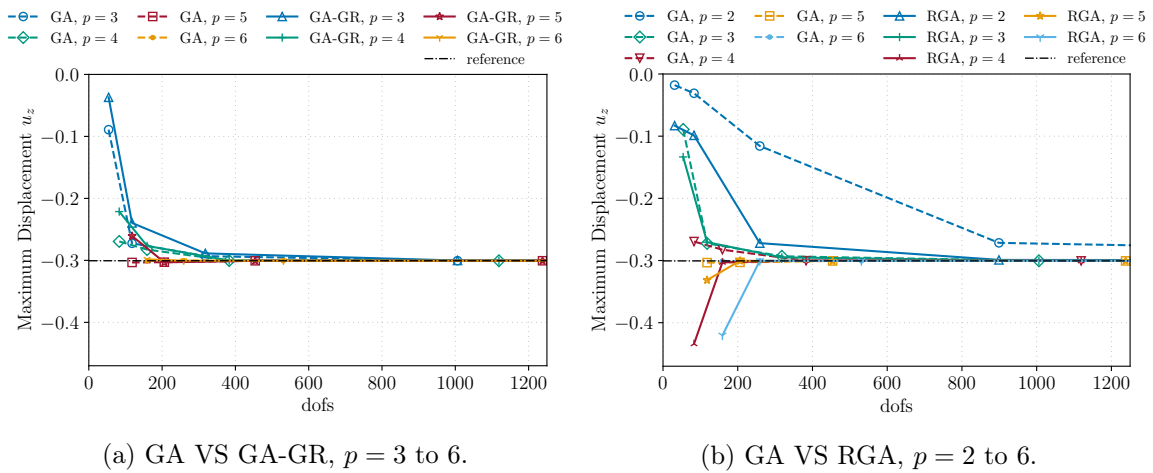 GA, p = 3 GA, p = 5 GA-GR, p = 3 GA-GR, p = 5
GA, p = 4 GA, p = 6 GA-GR, p = 4 GA-GR, p = 6
reference
0.0
−0.1
−0.2
−0.3
−0.4
Maximum Displacement u_z
0 200 400 600 800 1000 1200
dofs
(a) GA VS GA-GR, p = 3 to 6.
GA, p = 2 GA, p = 5 RGA, p = 2 RGA, p = 5
GA, p = 3 GA, p = 6 RGA, p = 3 RGA, p = 6
GA, p = 4 RGA, p = 4 reference
0.0
−0.1
−0.2
−0.3
−0.4
Maximum Displacement u_z
0 200 400 600 800 1000 1200
dofs
(b) GA VS RGA, p = 2 to 6.